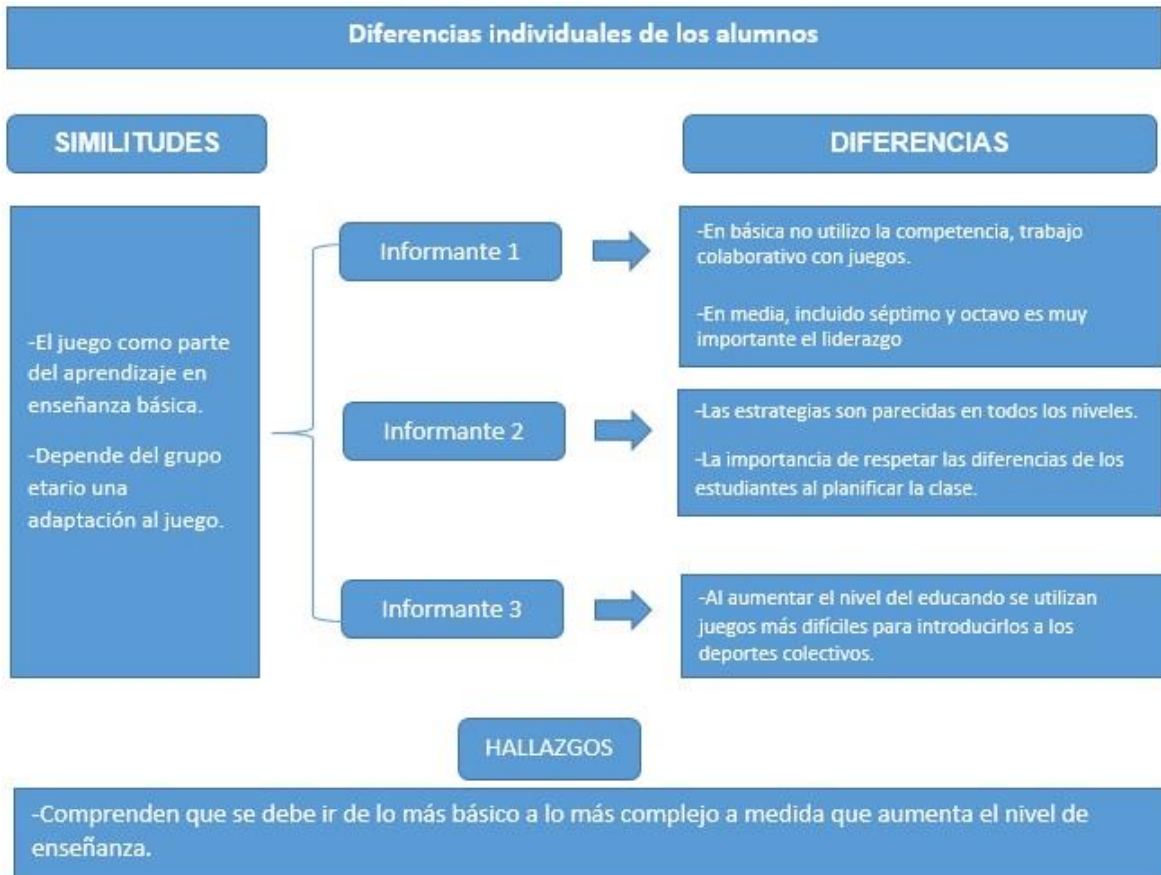 Diferencias individuales de los alumnos
SIMILITUDES
DIFERENCIAS
-El juego como parte
del aprendizaje en
enseñanza básica.
-Depende del grupo
etario una
adaptación al juego.
Informante 1
-En básica no utilizo la competencia, trabajo
colaborativo con juegos.
-En media, incluido séptimo y octavo es muy
importante el liderazgo
Informante 2
-Las estrategias son parecidas en todos los niveles.
-La importancia de respetar las diferencias de los
estudiantes al planificar la clase.
Informante 3
-Al aumentar el nivel del educando se utilizan
juegos más difíciles para introducirlos a los
deportes colectivos.
HALLAZGOS
-Comprenden que se debe ir de lo más básico a lo más complejo a medida que aumenta el nivel de
enseñanza.